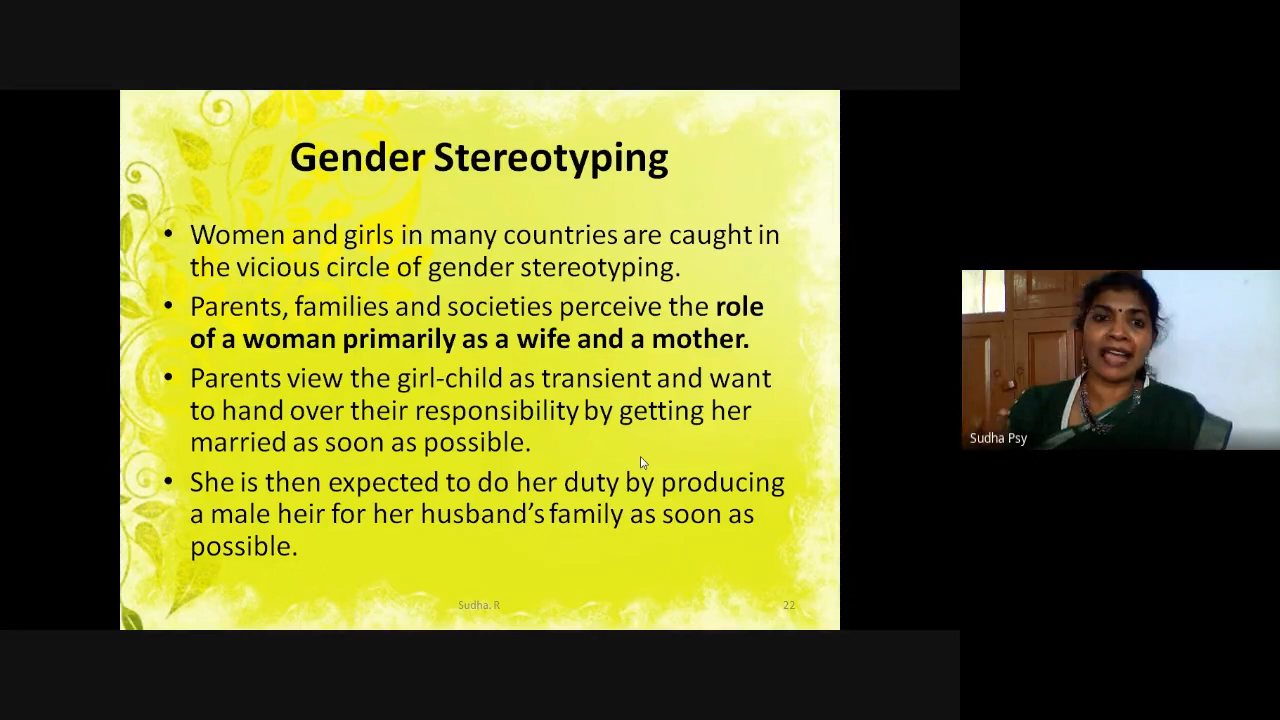 Gender Stereotyping
• Women and girls in many countries are caught in
the vicious circle of gender stereotyping.
• Parents, families and societies perceive the role
of a woman primarily as a wife and a mother.
• Parents view the girl-child as transient and want
to hand over their responsibility by getting her
married as soon as possible.
• She is then expected to do her duty by producing
a male heir for her husband’s family as soon as
possible.
Sudha. R
22
Sudha Psy